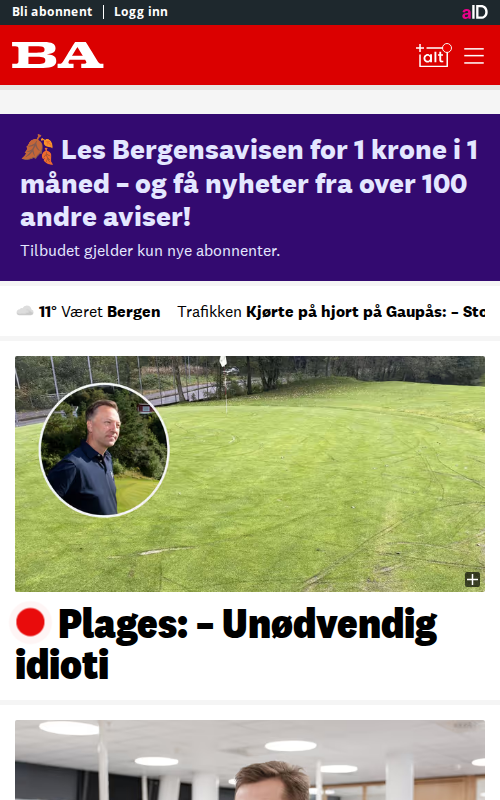 Bli abonnent | Logg inn aID
BA +alt
Les Bergensavisen for 1 krone i 1
måned – og få nyheter fra over 100
andre aviser!
Tilbudet gjelder kun nye abonnenter.
11° Været Bergen Trafikken Kjørte på hjort på Gaupås: – Sto
Plages: – Unødvendig
idioti